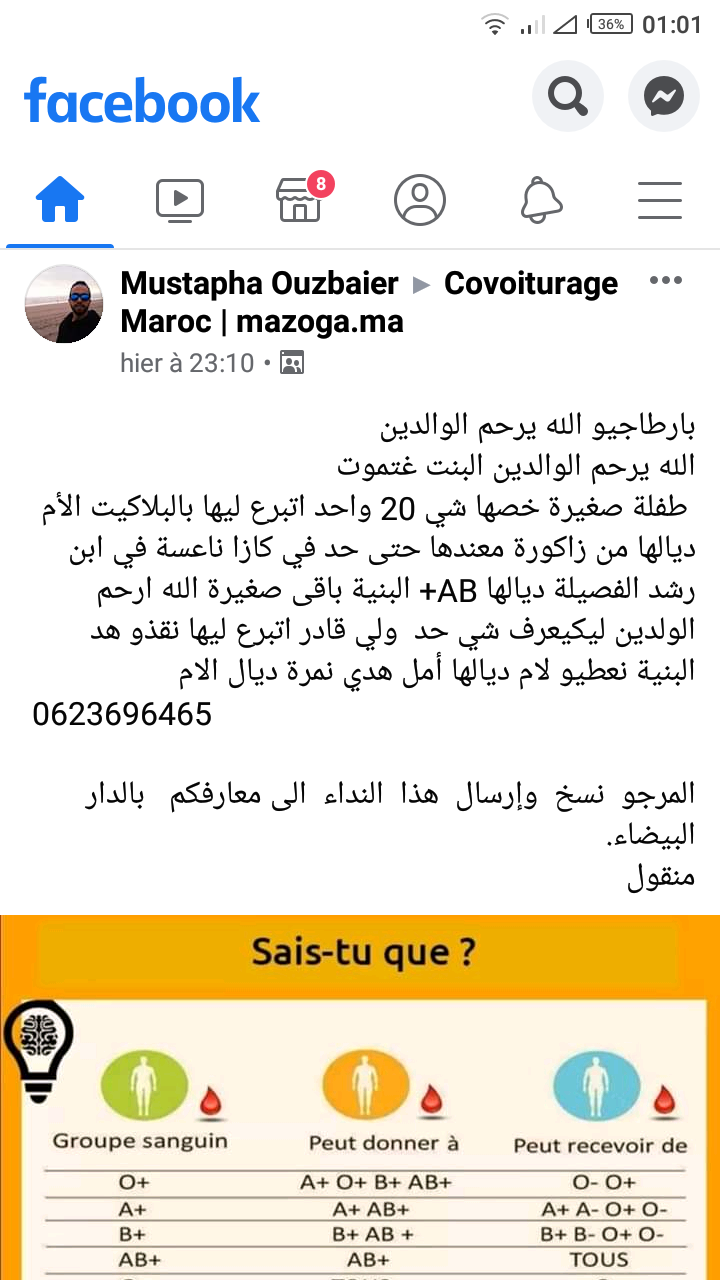 36% 01:01
facebook
8
Mustapha Ouzbaier ▶ Covoiturage
Maroc | mazoga.ma
hier à 23:10 •
بارطاجيو الله يرحم الوالدين
الله يرحم الوالدين البنت غتموت
طفلة صغيرة خصها شي 20 واحد اتبرع ليها بالبلاكيت الأم
ديالها من زاكورة معندها حتى حد في كازا ناعسة في ابن
رشد الفصيلة ديالها AB+ البنية باقى صغيرة الله ارحم
الولدين ليكيعرف شي حد ولي قادر اتبرع ليها نقذو هد
البنية نعطيو لام ديالها أمل هدي نمرة ديال الام
0623696465
المرجو نسخ وإرسال هذا النداء الى معارفكم بالدار
البيضاء.
منقول
Sais-tu que ?
Groupe sanguin Peut donner à Peut recevoir de
O+ A+ O+ B+ AB+ O- O+
A+ A+ AB+ A+ A- O+ O-
B+ B+ AB + B+ B- O+ O-
AB+ AB+ TOUS